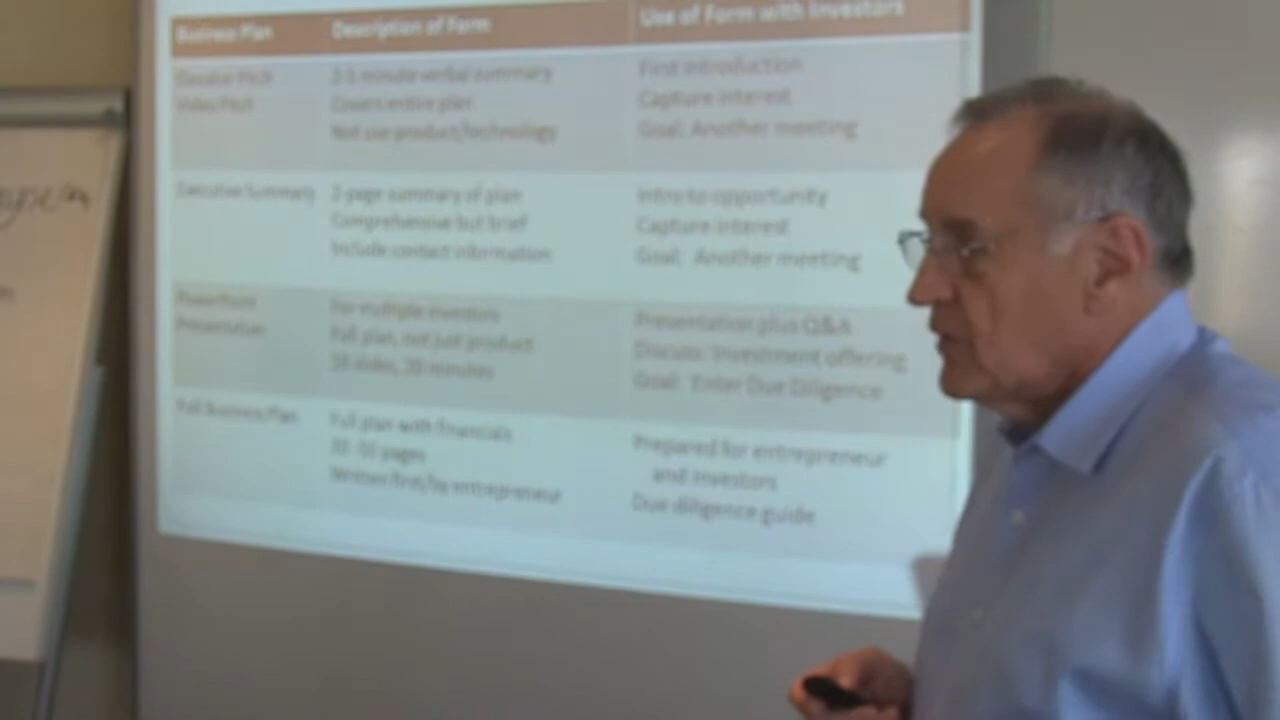 Business Plan
Description of Form
Use of Form with Investors
Elevator Pitch
Video Pitch
2-5 minute verbal summary
Covers entire plan
Not use product/technology
First introduction
Capture interest
Goal: Another meeting
Executive Summary
2-page summary of plan
Comprehensive but brief
Include contact information
Intro to opportunity
Capture interest
Goal: Another meeting
PowerPoint
Presentation
For multiple investors
Full plan, not just product
slides, 20 minutes
Presentation plus Q&A
Discuss: Investment offering
Goal: Enter Due Diligence
Full Business Plan
Full plan with financials
pages
Written first/by entrepreneur
Prepared for entrepreneur
and investors
Due diligence guide